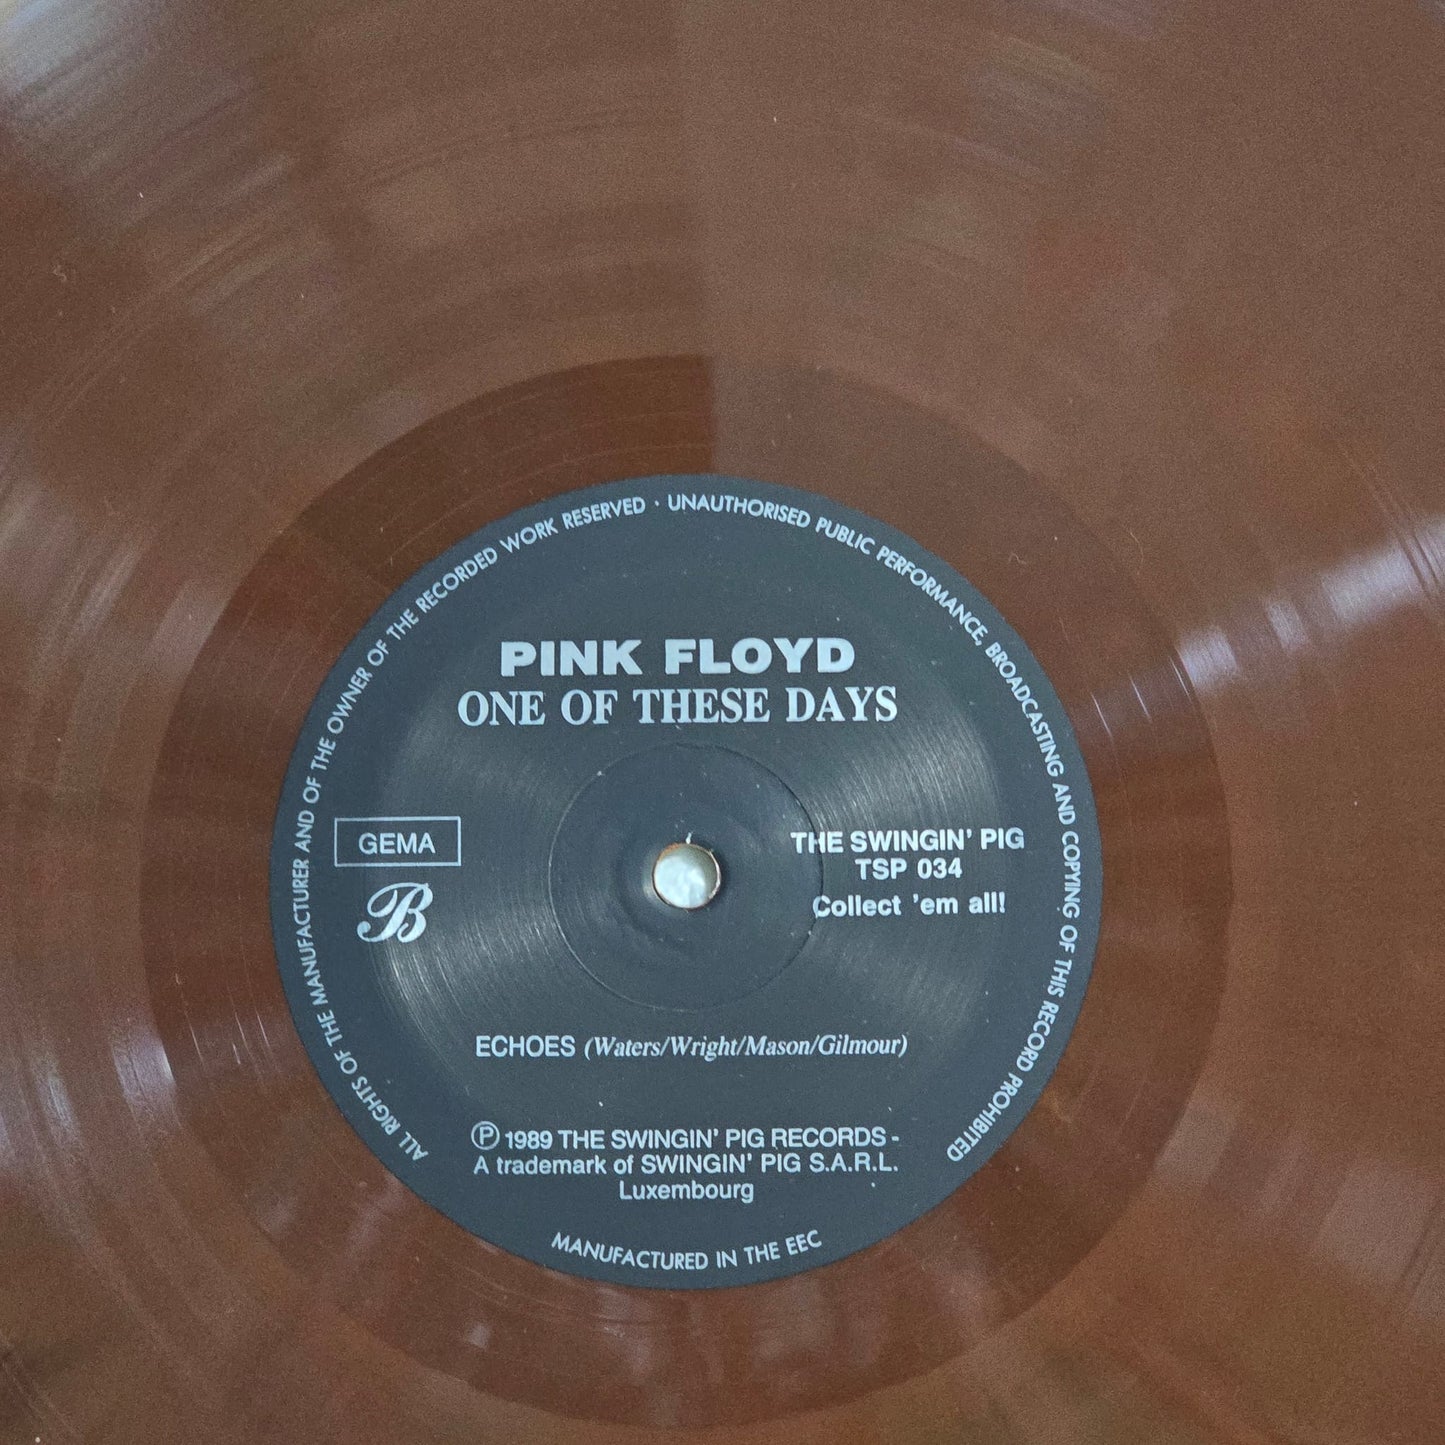 ALL RIGHTS OF THE MANUFACTURER AND OF THE OWNER OF THE RECORDED WORK RESERVED · UNAUTHORISED PUBLIC PERFORMANCE, BROADCASTING AND COPYING OF THIS RECORD PROHIBITED
PINK FLOYD
ONE OF THESE DAYS
GEMA
B
THE SWINGIN' PIG
TSP 034
Collect 'em all!
ECHOES (Waters/Wright/Mason/Gilmour)
Ⓟ 1989 THE SWINGIN' PIG RECORDS -
A trademark of SWINGIN' PIG S.A.R.L.
Luxembourg
MANUFACTURED IN THE EEC